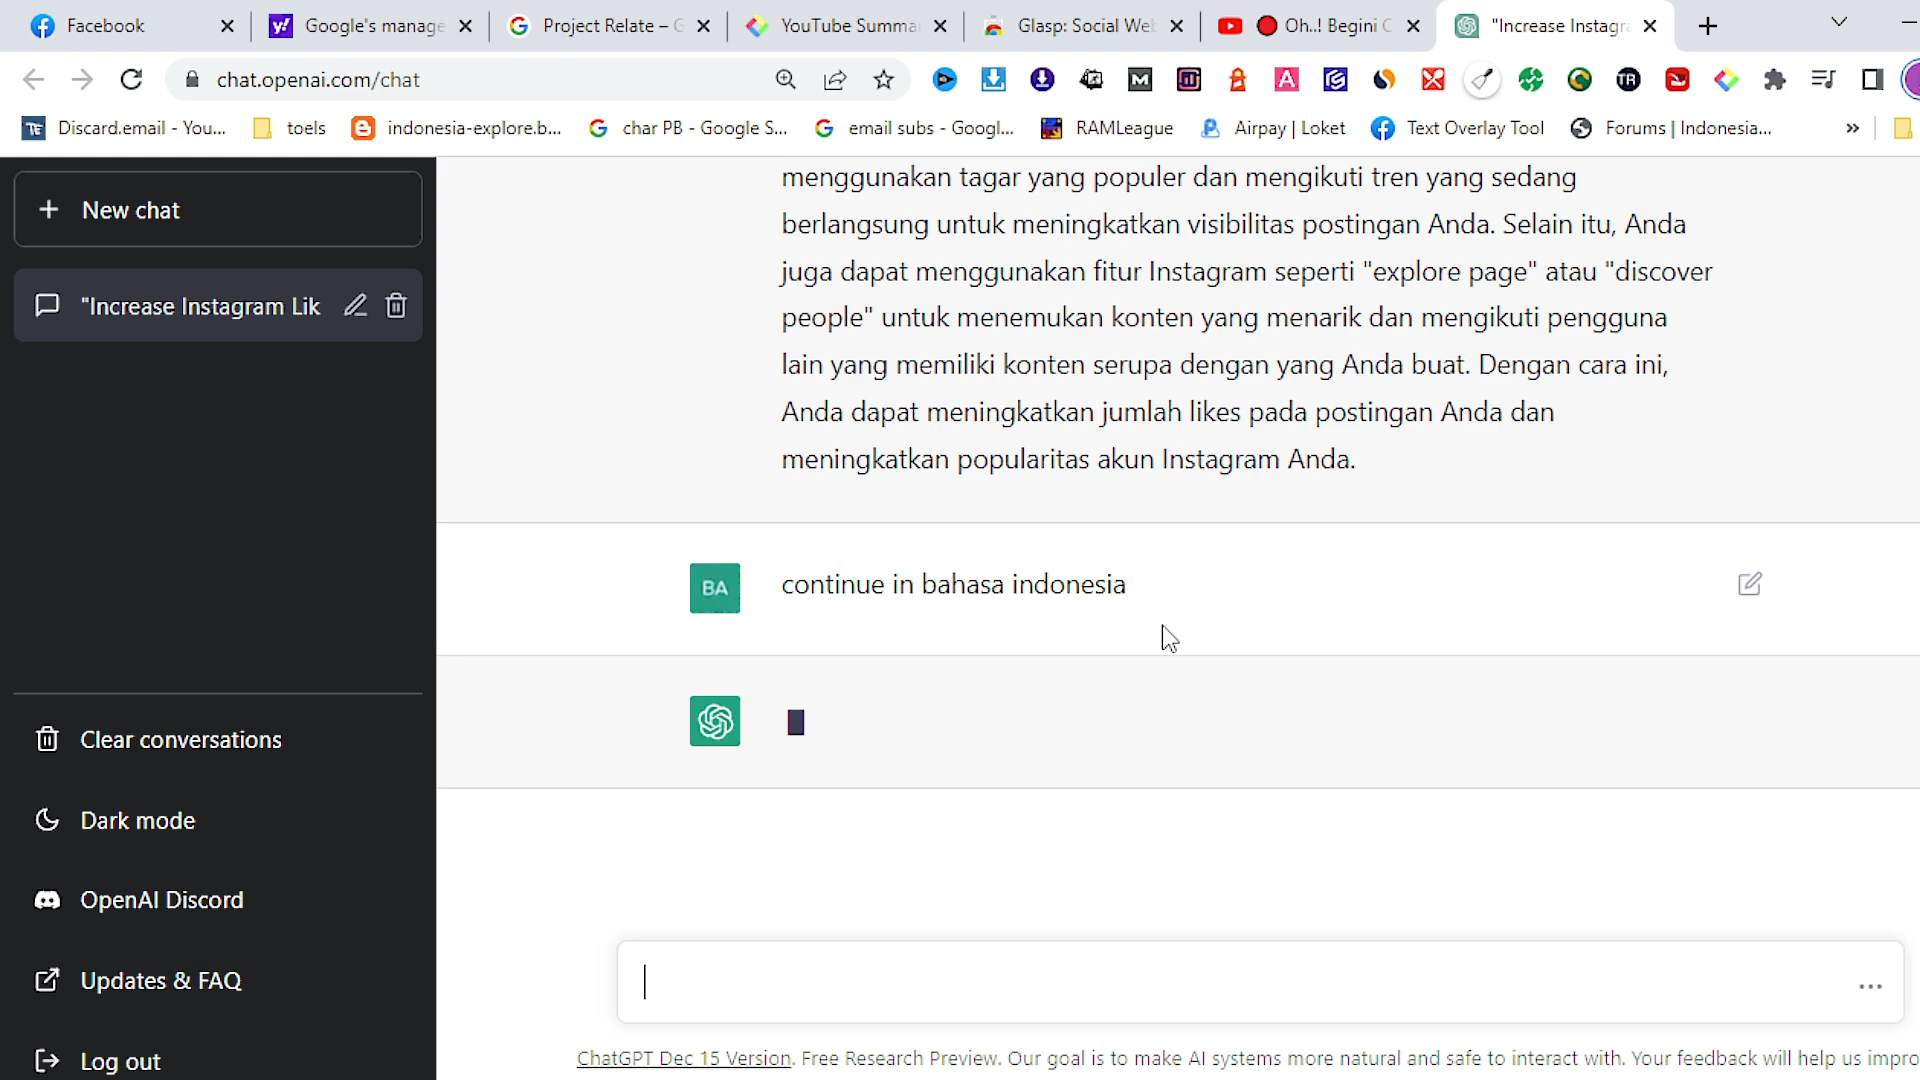 Facebook
Google's manage
Project Relate – G
YouTube Summa
Glasp: Social We
Oh..! Begini C
"Increase Instagra
chat.openai.com/chat
Discard.email - You...
toels
indonesia-explore.b...
char PB - Google S...
email subs - Googl...
RAMLeague
Airpay | Loket
Text Overlay Tool
Forums | Indonesia...
»
New chat
"Increase Instagram Lik
Clear conversations
Dark mode
OpenAI Discord
Updates & FAQ
Log out
menggunakan tagar yang populer dan mengikuti tren yang sedang
berlangsung untuk meningkatkan visibilitas postingan Anda. Selain itu, Anda
juga dapat menggunakan fitur Instagram seperti "explore page" atau "discover
people" untuk menemukan konten yang menarik dan mengikuti pengguna
lain yang memiliki konten serupa dengan yang Anda buat. Dengan cara ini,
Anda dapat meningkatkan jumlah likes pada postingan Anda dan
meningkatkan popularitas akun Instagram Anda.
BA
continue in bahasa indonesia
ChatGPT Dec 15 Version. Free Research Preview. Our goal is to make AI systems more natural and safe to interact with. Your feedback will help us impro